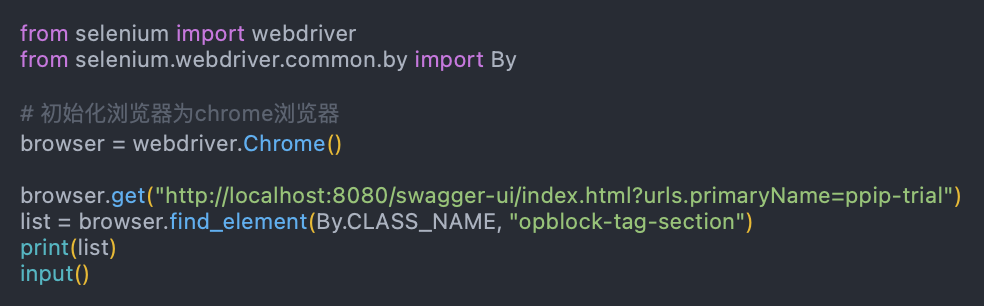 from selenium import webdriver
from selenium.webdriver.common.by import By
# 初始化浏览器为chrome浏览器
browser = webdriver.Chrome()
browser.get("http://localhost:8080/swagger-ui/index.html?urls.primaryName=ppip-trial")
list = browser.find_element(By.CLASS_NAME, "opblock-tag-section")
print(list)
input()